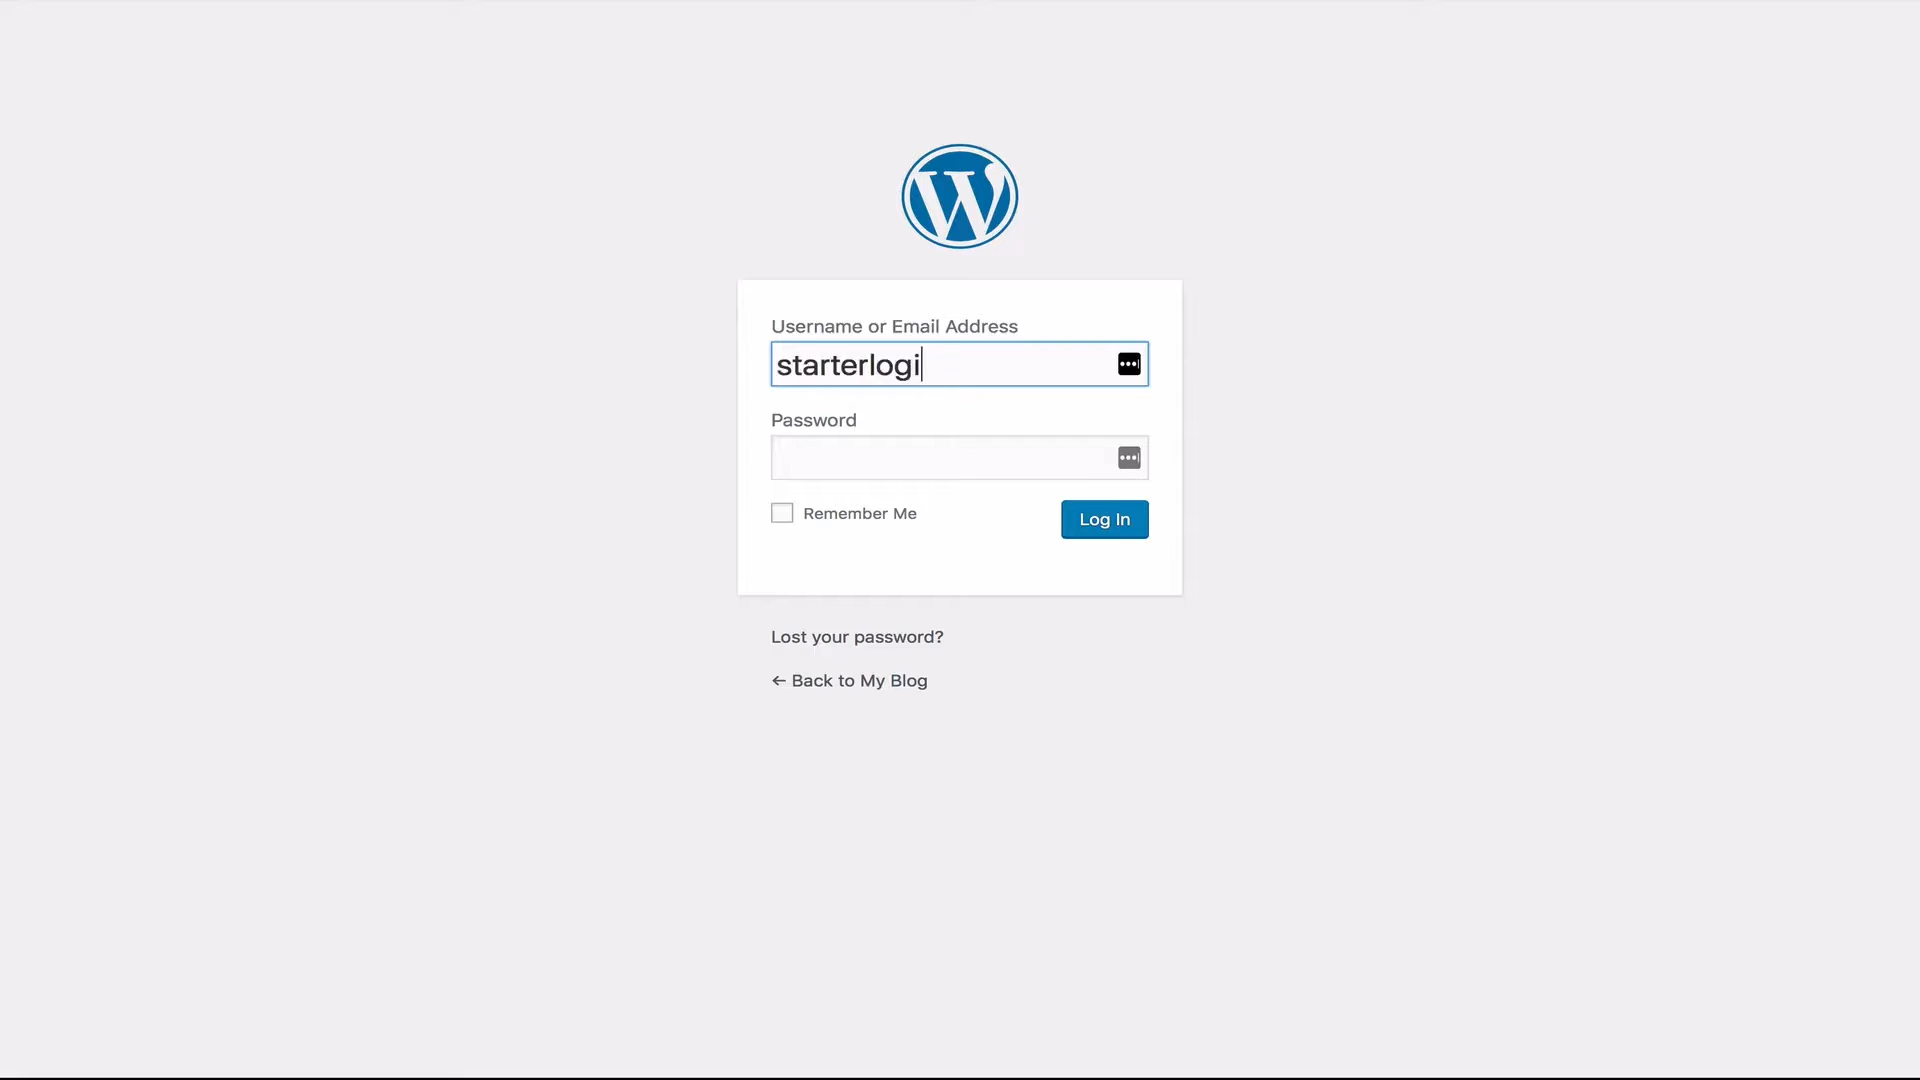 Username or Email Address
starterlogi
Password
Remember Me
Log In
Lost your password?
← Back to My Blog